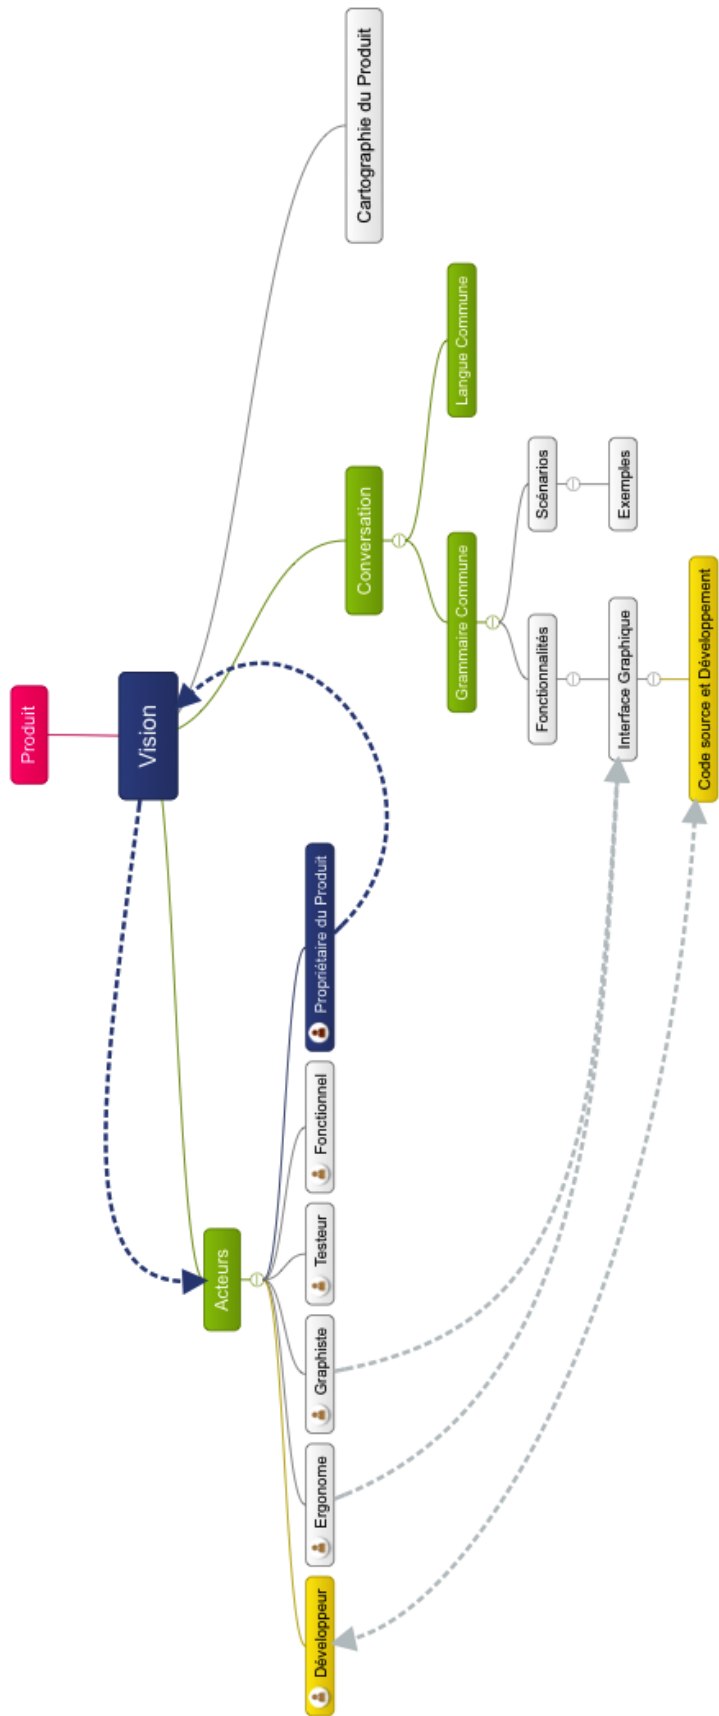 Produit
Vision
Acteurs
Conversation
Cartographie du Produit
Développeur
Ergonome
Graphiste
Testeur
Fonctionnel
Propriétaire du Produit
Grammaire Commune
Langue Commune
Fonctionnalités
Scénarios
Interface Graphique
Exemples
Code source et Développement